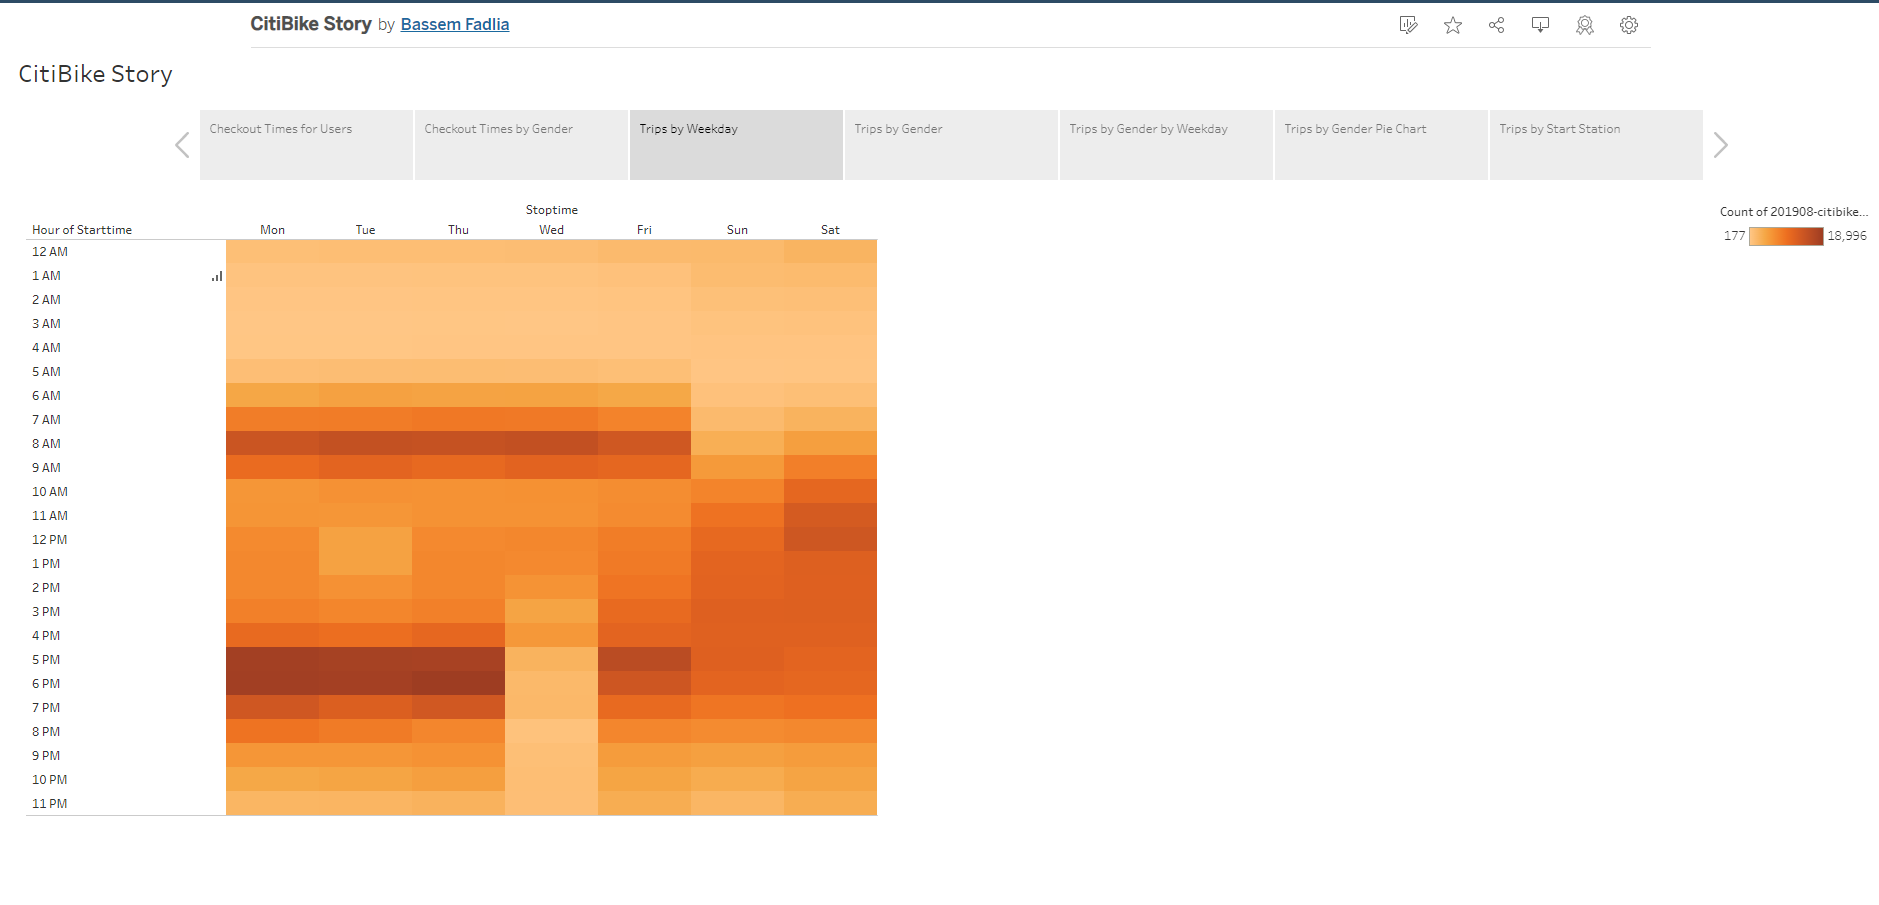 CitiBike Story by Bassem Fadlia
CitiBike Story
Checkout Times for Users
Checkout Times by Gender
Trips by Weekday
Trips by Gender
Trips by Gender by Weekday
Trips by Gender Pie Chart
Trips by Start Station
Stoptime
Hour of Starttime Mon Tue Thu Wed Fri Sun Sat
12 AM
1 AM
2 AM
3 AM
4 AM
5 AM
6 AM
7 AM
8 AM
9 AM
10 AM
11 AM
12 PM
1 PM
2 PM
3 PM
4 PM
5 PM
6 PM
7 PM
8 PM
9 PM
10 PM
11 PM
Count of 201908-citibike...
177 18,996